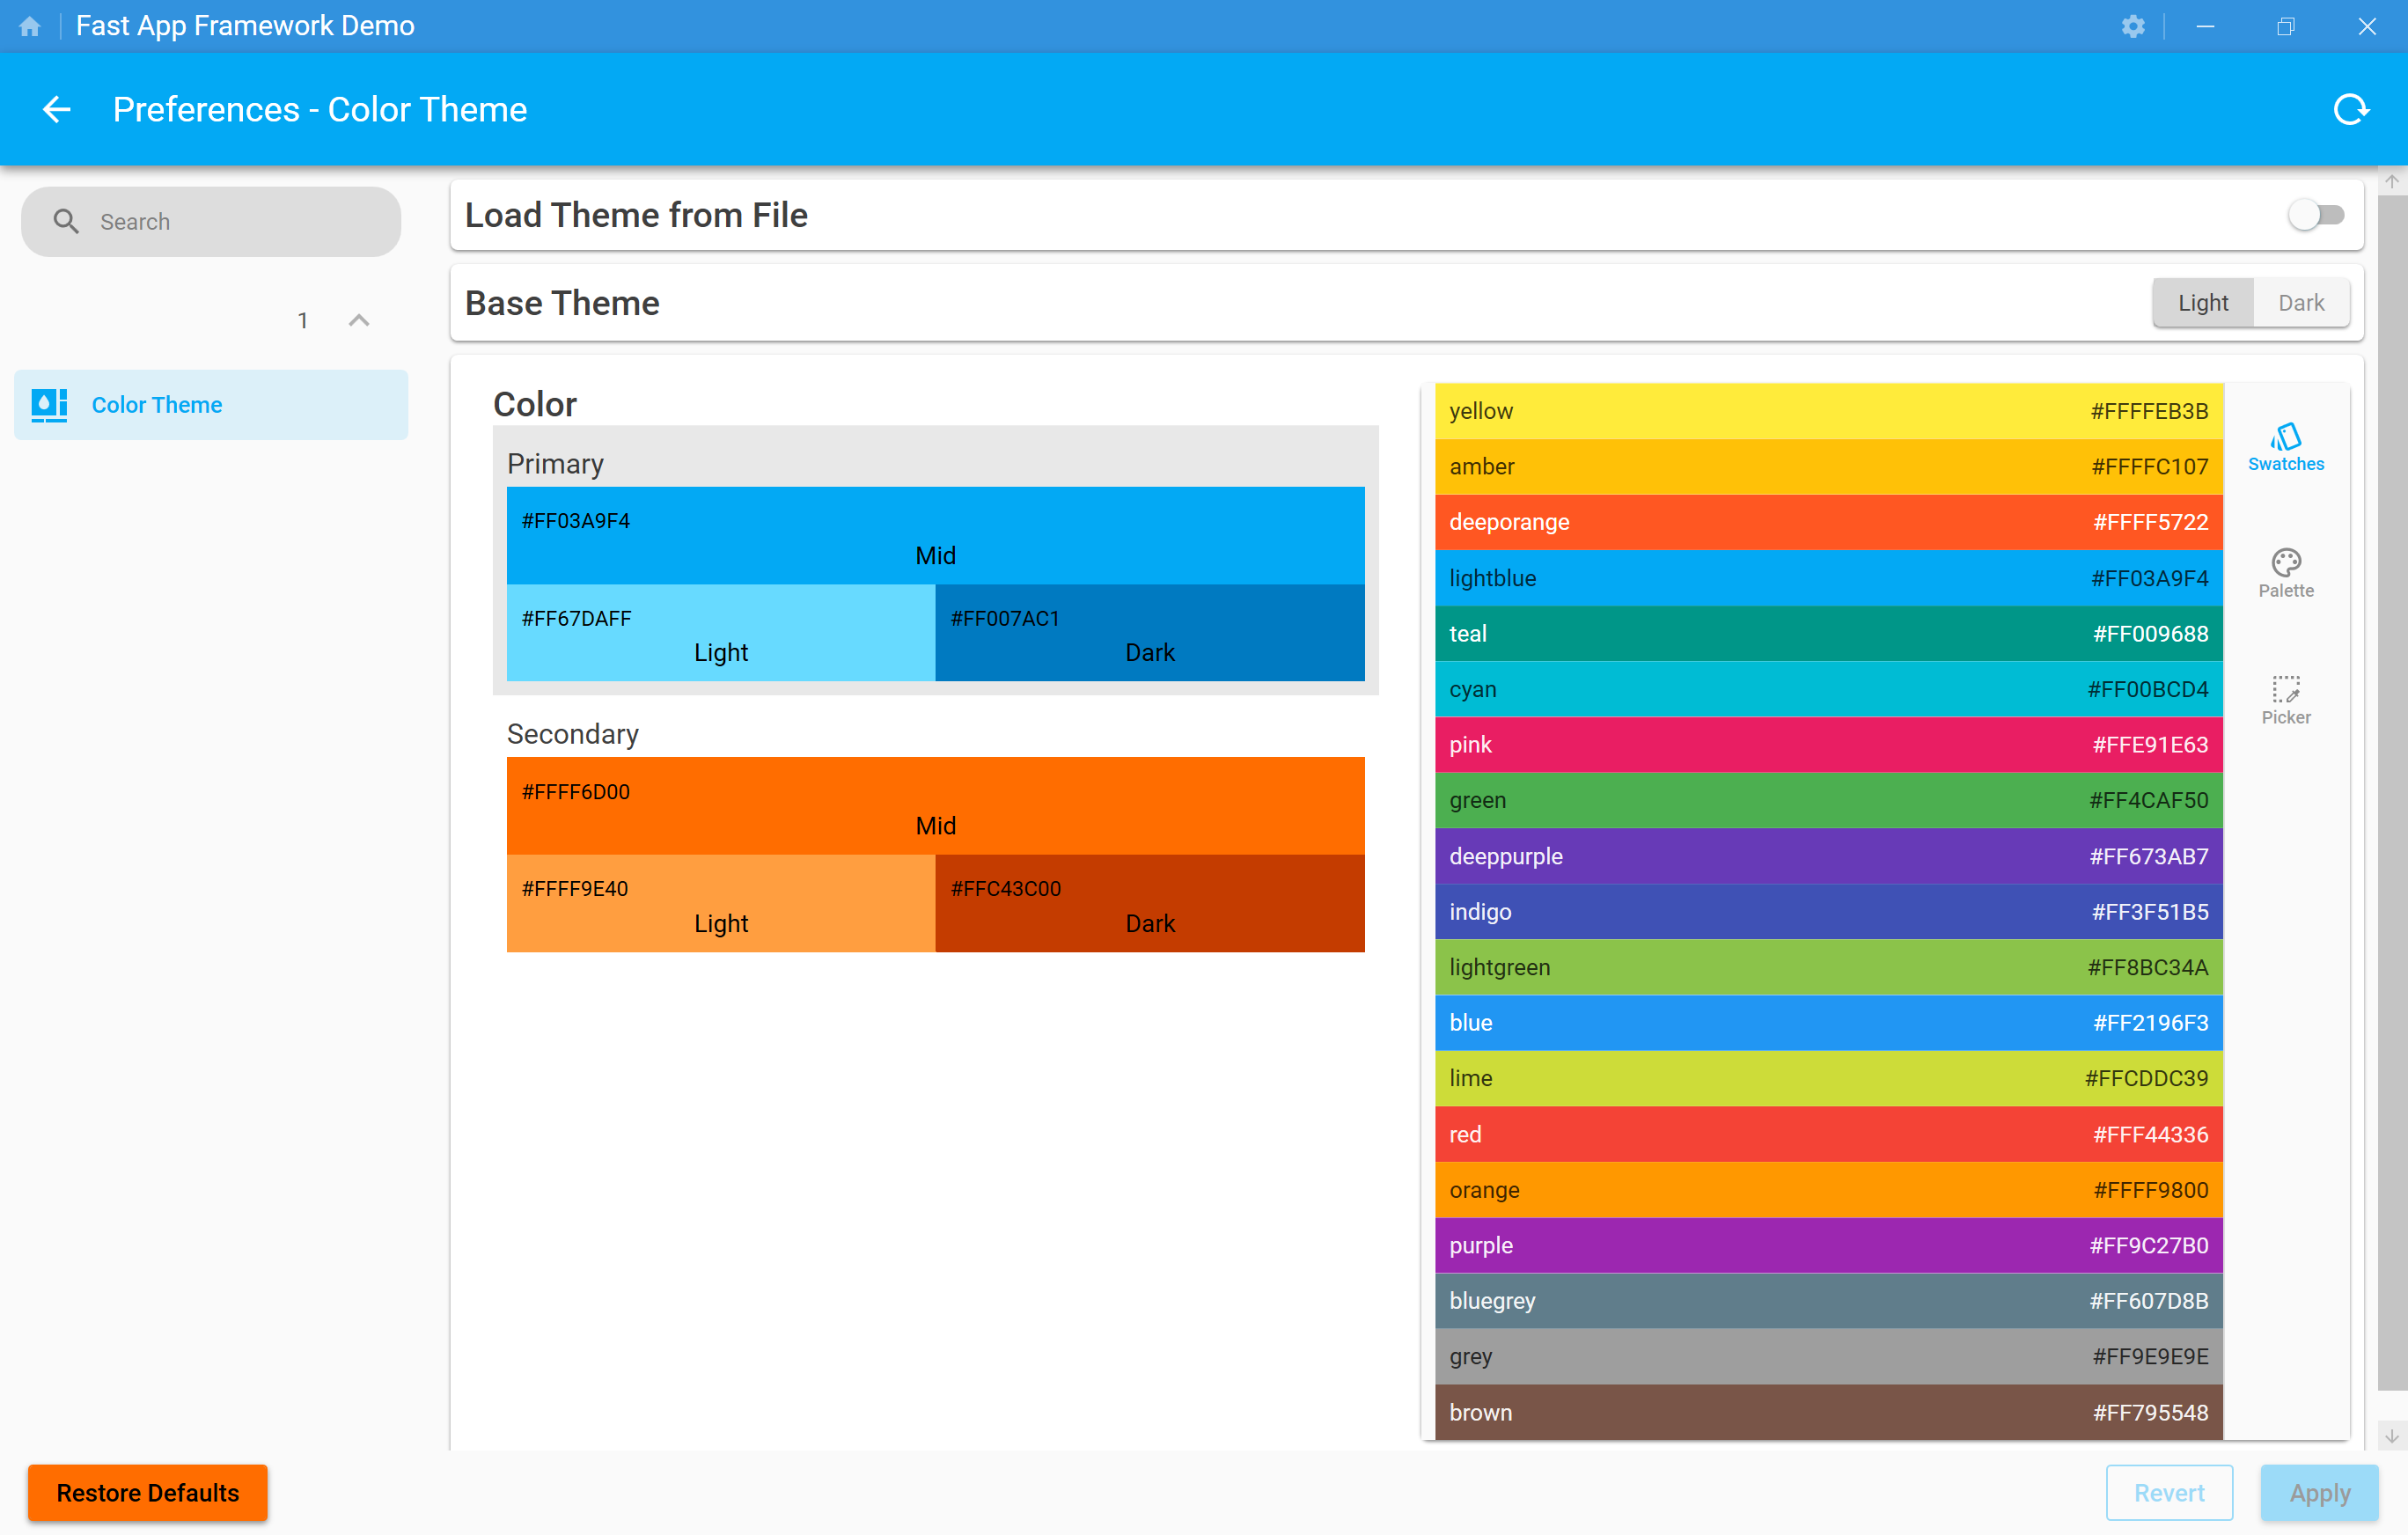 Fast App Framework Demo
Preferences - Color Theme
Search
1
Color Theme
Load Theme from File
Base Theme
Light Dark
Color
Primary
#FF03A9F4
Mid
#FF67DAFF
Light
#FF007AC1
Dark
Secondary
#FFFF6D00
Mid
#FFFF9E40
Light
#FFC43C00
Dark
yellow #FFFFEB3B
amber #FFFFC107
deeporange #FFFF5722
lightblue #FF03A9F4
teal #FF009688
cyan #FF00BCD4
pink #FFE91E63
green #FF4CAF50
deeppurple #FF673AB7
indigo #FF3F51B5
lightgreen #FF8BC34A
blue #FF2196F3
lime #FFCDDC39
red #FFF44336
orange #FFFF9800
purple #FF9C27B0
bluegrey #FF607D8B
grey #FF9E9E9E
brown #FF795548
Swatches
Palette
Picker
Restore Defaults
Revert
Apply